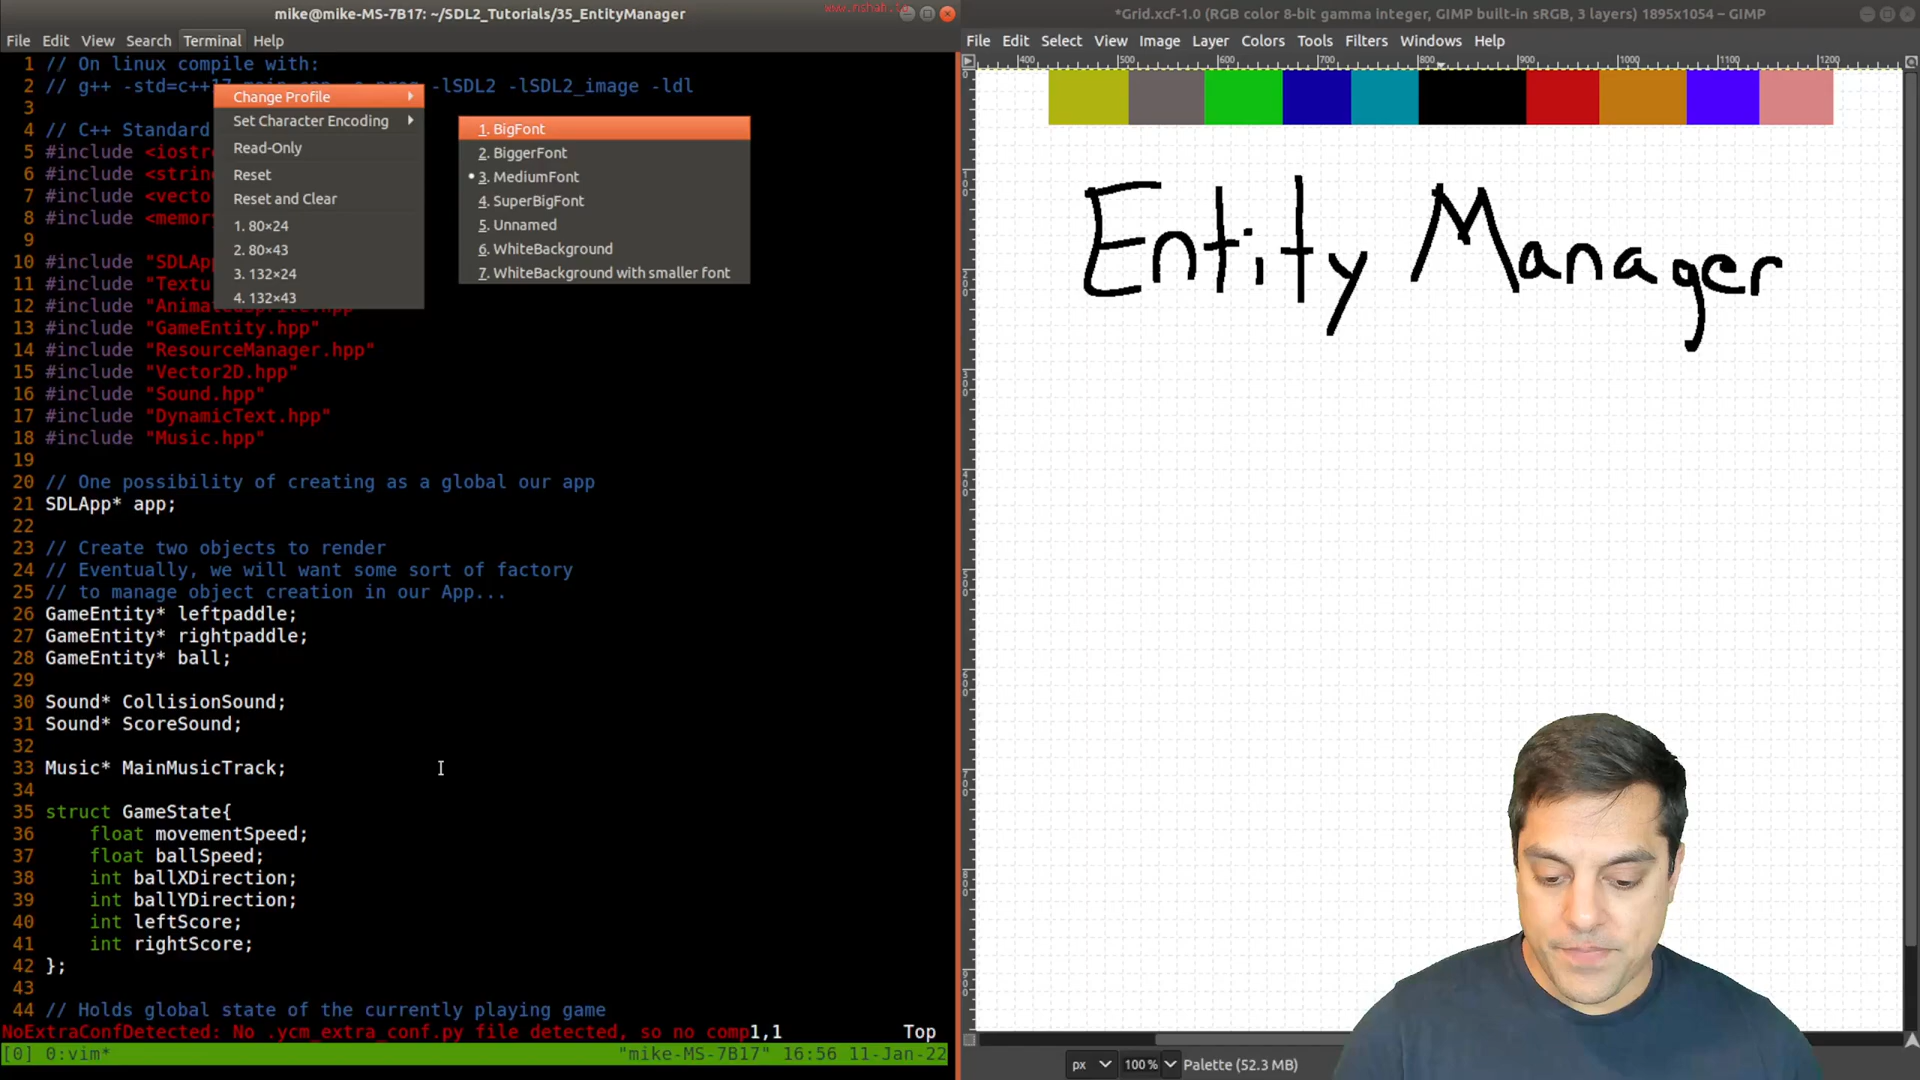 mike@mike-MS-7B17: ~/SDL2_Tutorials/35_EntityManager
File Edit View Search Terminal Help
1 // On linux compile with:
2 // g++ -std=c++17 -lSDL2 -lSDL2_image -ldl
3
4 // C++ Standard
5 #include <iostr
6 #include <strin
7 #include <vecto
8 #include <memor
9
10 #include "SDLAp
11 #include "Textu
12 #include "AnimatedSprite.hpp"
13 #include "GameEntity.hpp"
14 #include "ResourceManager.hpp"
15 #include "Vector2D.hpp"
16 #include "Sound.hpp"
17 #include "DynamicText.hpp"
18 #include "Music.hpp"
19
20 // One possibility of creating as a global our app
21 SDLApp* app;
22
23 // Create two objects to render
24 // Eventually, we will want some sort of factory
25 // to manage object creation in our App...
26 GameEntity* leftpaddle;
27 GameEntity* rightpaddle;
28 GameEntity* ball;
29
30 Sound* CollisionSound;
31 Sound* ScoreSound;
32
33 Music* MainMusicTrack;
34
35 struct GameState{
36 float movementSpeed;
37 float ballSpeed;
38 int ballXDirection;
39 int ballYDirection;
40 int leftScore;
41 int rightScore;
42 };
43
44 // Holds global state of the currently playing game
NoExtraConfDetected: No .ycm_extra_conf.py file detected, so no comp1,1 Top
[0] 0:vim* "mike-MS-7B17" 16:56 11-Jan-22
Change Profile
Set Character Encoding
Read-Only
Reset
Reset and Clear
1. 80×24
2. 80×43
3. 132×24
4. 132×43
1. BigFont
2. BiggerFont
3. MediumFont
4. SuperBigFont
5. Unnamed
6. WhiteBackground
7. WhiteBackground with smaller font
*Grid.xcf-1.0 (RGB color 8-bit gamma integer, GIMP built-in sRGB, 3 layers) 1895x1054 – GIMP
File Edit Select View Image Layer Colors Tools Filters Windows Help
400 500 600 700 800 900 1000 1100 1200
Entity Manager
px 100% Palette (52.3 MB)